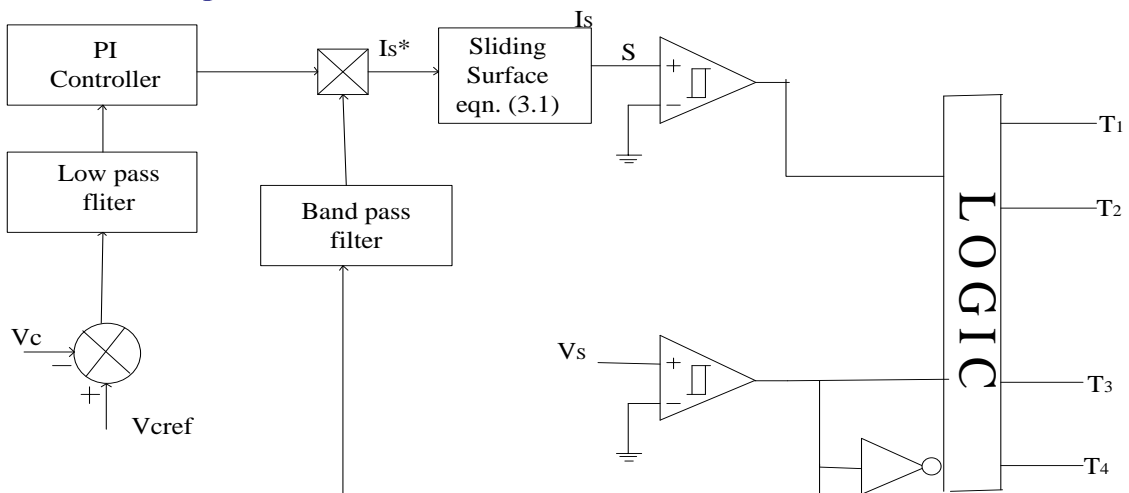 PI
Controller
Is*
Is
Sliding
Surface
eqn. (3.1)
S
+
−
T1
Low pass
fliter
Band pass
filter
T2
LOGIC
Vc
−
+
Vcref
Vs
+
−
T3
T4